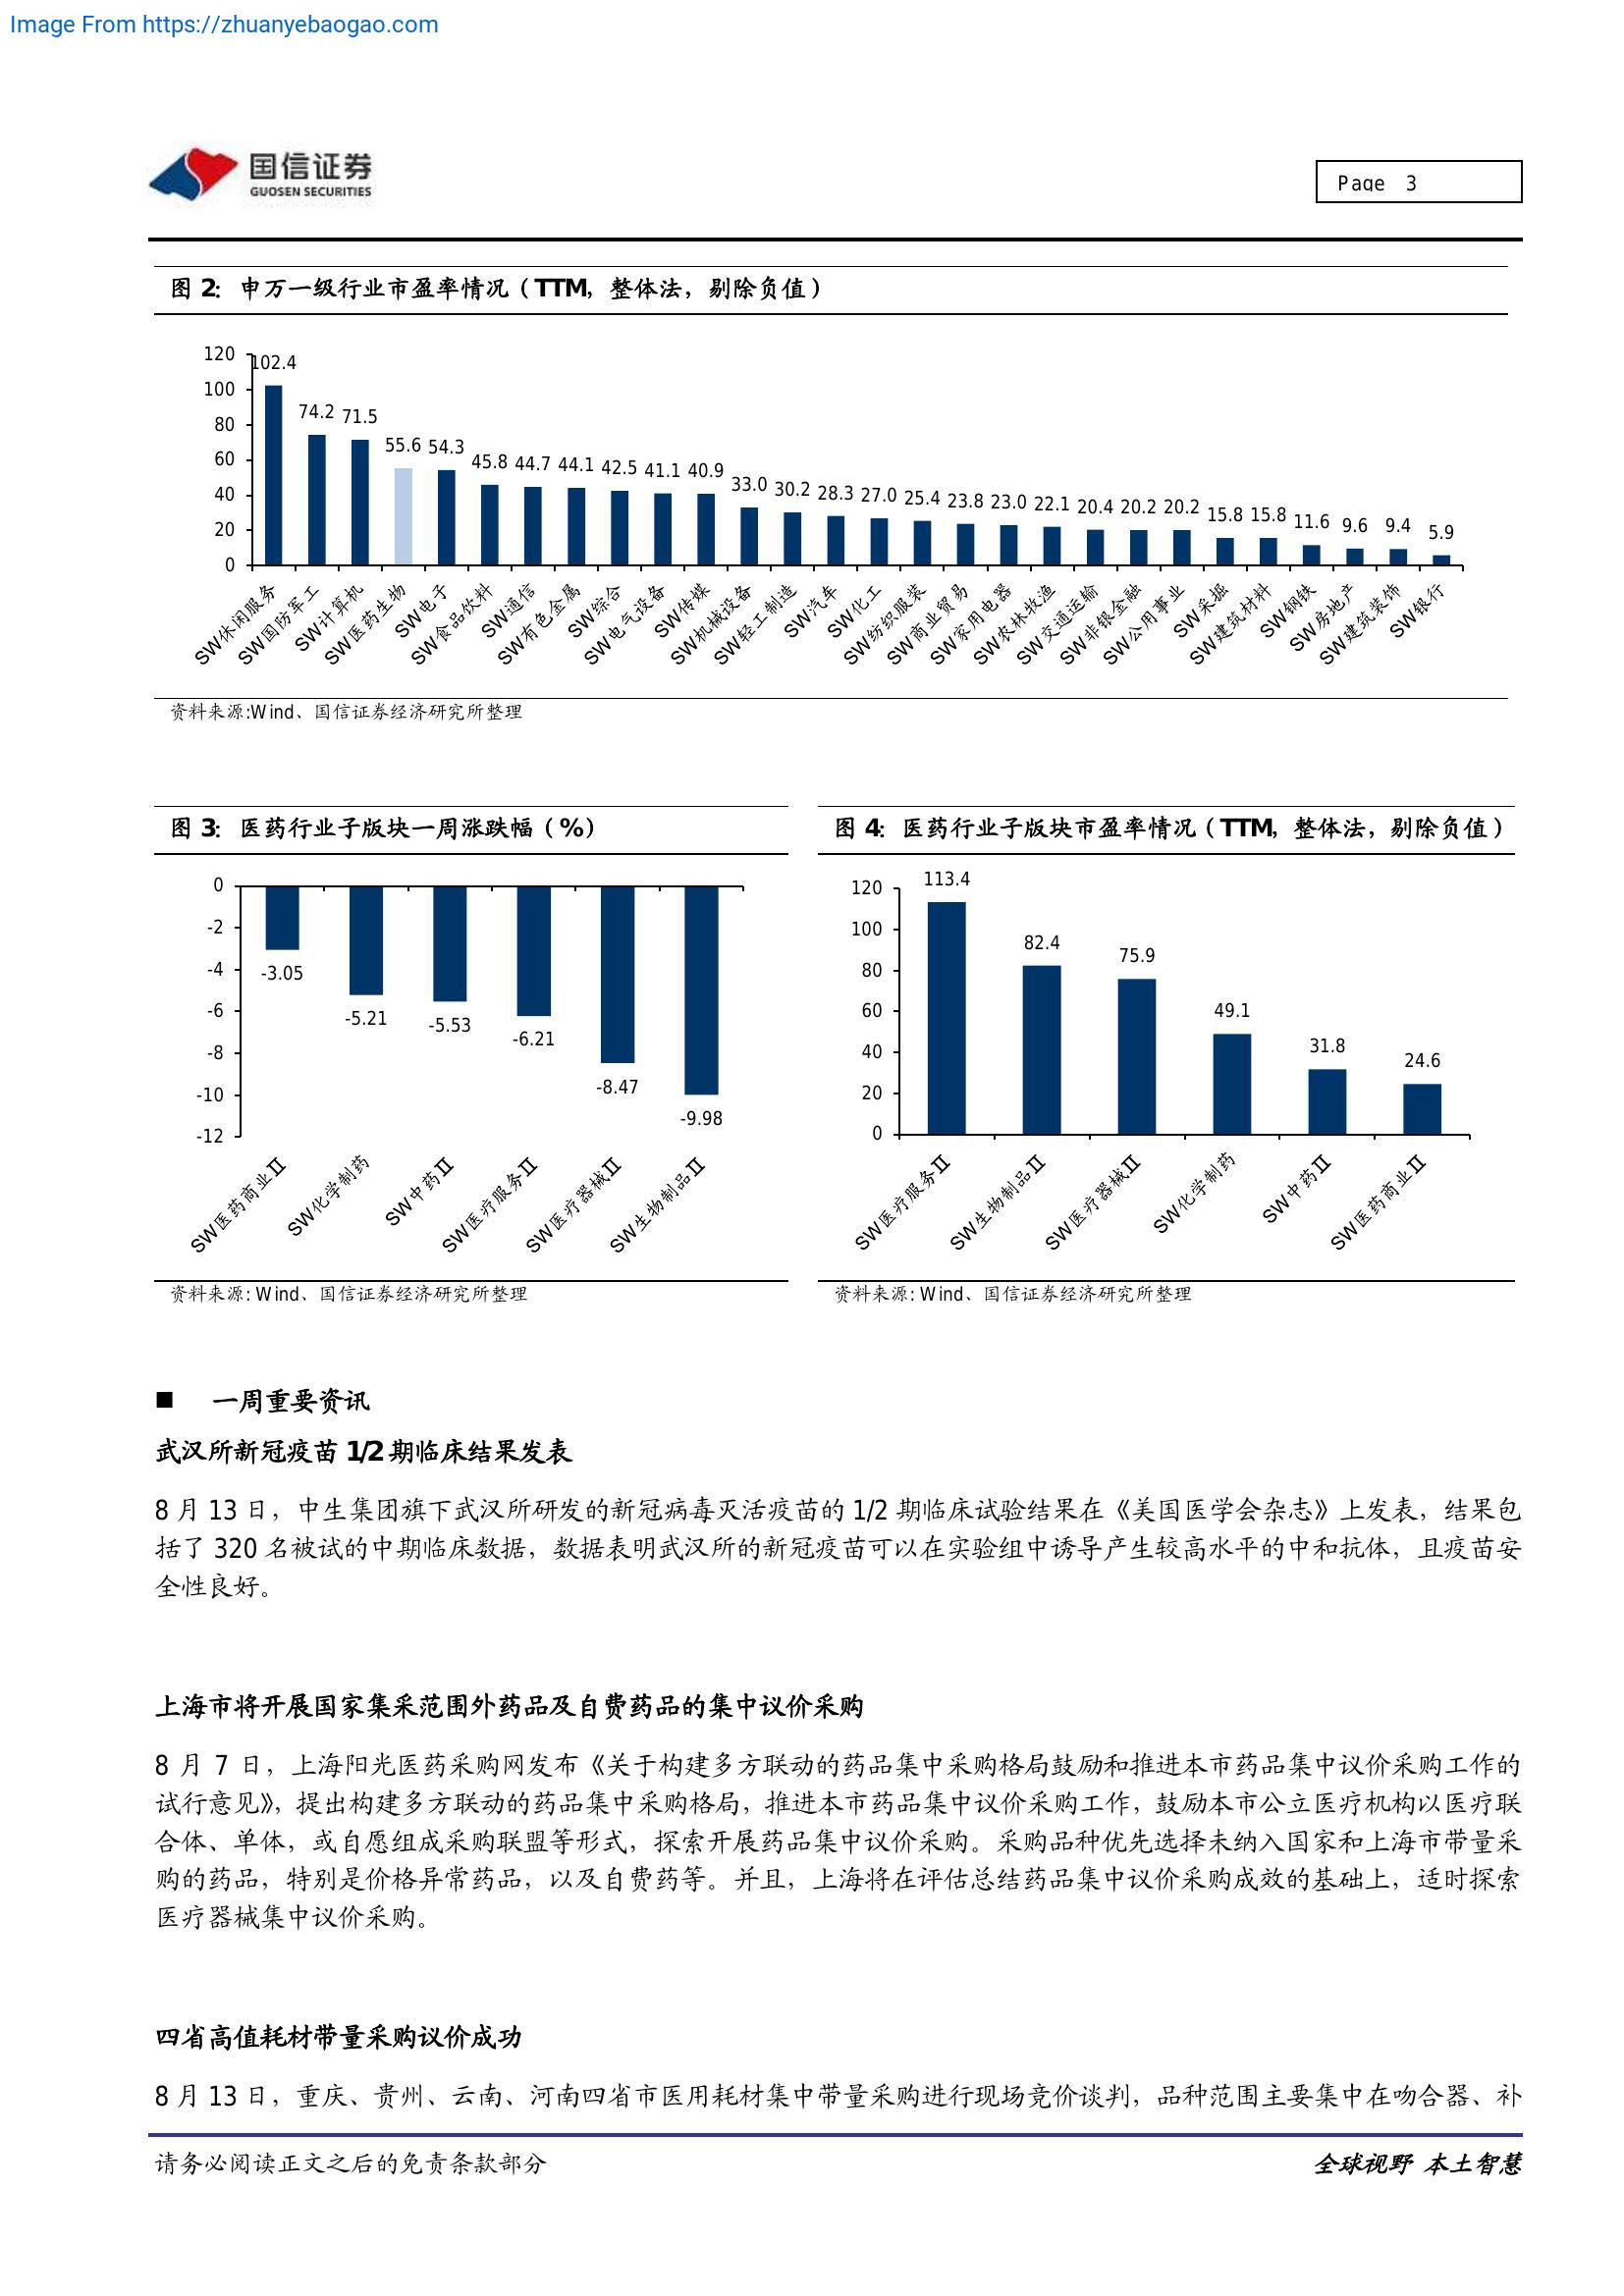 Image From https://zhuanyebaogao.com
国信证券
GUOSEN SECURITIES
Page 3
图 2：申万一级行业市盈率情况（TTM，整体法，剔除负值）
120
100
80
60
40
20
0
102.4
74.2
71.5
55.6
54.3
45.8
44.7
44.1
42.5
41.1
40.9
33.0
30.2
28.3
27.0
25.4
23.8
23.0
22.1
20.4
20.2
20.2
15.8
15.8
11.6
9.6
9.4
5.9
SW休闲服务
SW国防军工
SW计算机
SW医药生物
SW电子
SW食品饮料
SW通信
SW有色金属
SW综合
SW电气设备
SW传媒
SW机械设备
SW轻工制造
SW汽车
SW化工
SW纺织服装
SW商业贸易
SW家用电器
SW农林牧渔
SW交通运输
SW非银金融
SW公用事业
SW采掘
SW建筑材料
SW钢铁
SW房地产
SW建筑装饰
SW银行
资料来源:Wind、国信证券经济研究所整理
图 3：医药行业子版块一周涨跌幅（%）
0
-2
-4
-6
-8
-10
-12
-3.05
-5.21
-5.53
-6.21
-8.47
-9.98
SW医药商业Ⅱ
SW化学制药
SW中药Ⅱ
SW医疗服务Ⅱ
SW医疗器械Ⅱ
SW生物制品Ⅱ
资料来源: Wind、国信证券经济研究所整理
图 4：医药行业子版块市盈率情况（TTM，整体法，剔除负值）
120
100
80
60
40
20
0
113.4
82.4
75.9
49.1
31.8
24.6
SW医疗服务Ⅱ
SW生物制品Ⅱ
SW医疗器械Ⅱ
SW化学制药
SW中药Ⅱ
SW医药商业Ⅱ
资料来源: Wind、国信证券经济研究所整理
■ 一周重要资讯
武汉所新冠疫苗 1/2 期临床结果发表
8 月 13 日，中生集团旗下武汉所研发的新冠病毒灭活疫苗的 1/2 期临床试验结果在《美国医学会杂志》上发表，结果包
括了 320 名被试的中期临床数据，数据表明武汉所的新冠疫苗可以在实验组中诱导产生较高水平的中和抗体，且疫苗安
全性良好。
上海市将开展国家集采范围外药品及自费药品的集中议价采购
8 月 7 日，上海阳光医药采购网发布《关于构建多方联动的药品集中采购格局鼓励和推进本市药品集中议价采购工作的
试行意见》，提出构建多方联动的药品集中采购格局，推进本市药品集中议价采购工作，鼓励本市公立医疗机构以医疗联
合体、单体，或自愿组成采购联盟等形式，探索开展药品集中议价采购。采购品种优先选择未纳入国家和上海市带量采
购的药品，特别是价格异常药品，以及自费药等。并且，上海将在评估总结药品集中议价采购成效的基础上，适时探索
医疗器械集中议价采购。
四省高值耗材带量采购议价成功
8 月 13 日，重庆、贵州、云南、河南四省市医用耗材集中带量采购进行现场竞价谈判，品种范围主要集中在吻合器、补
请务必阅读正文之后的免责条款部分
全球视野 本土智慧